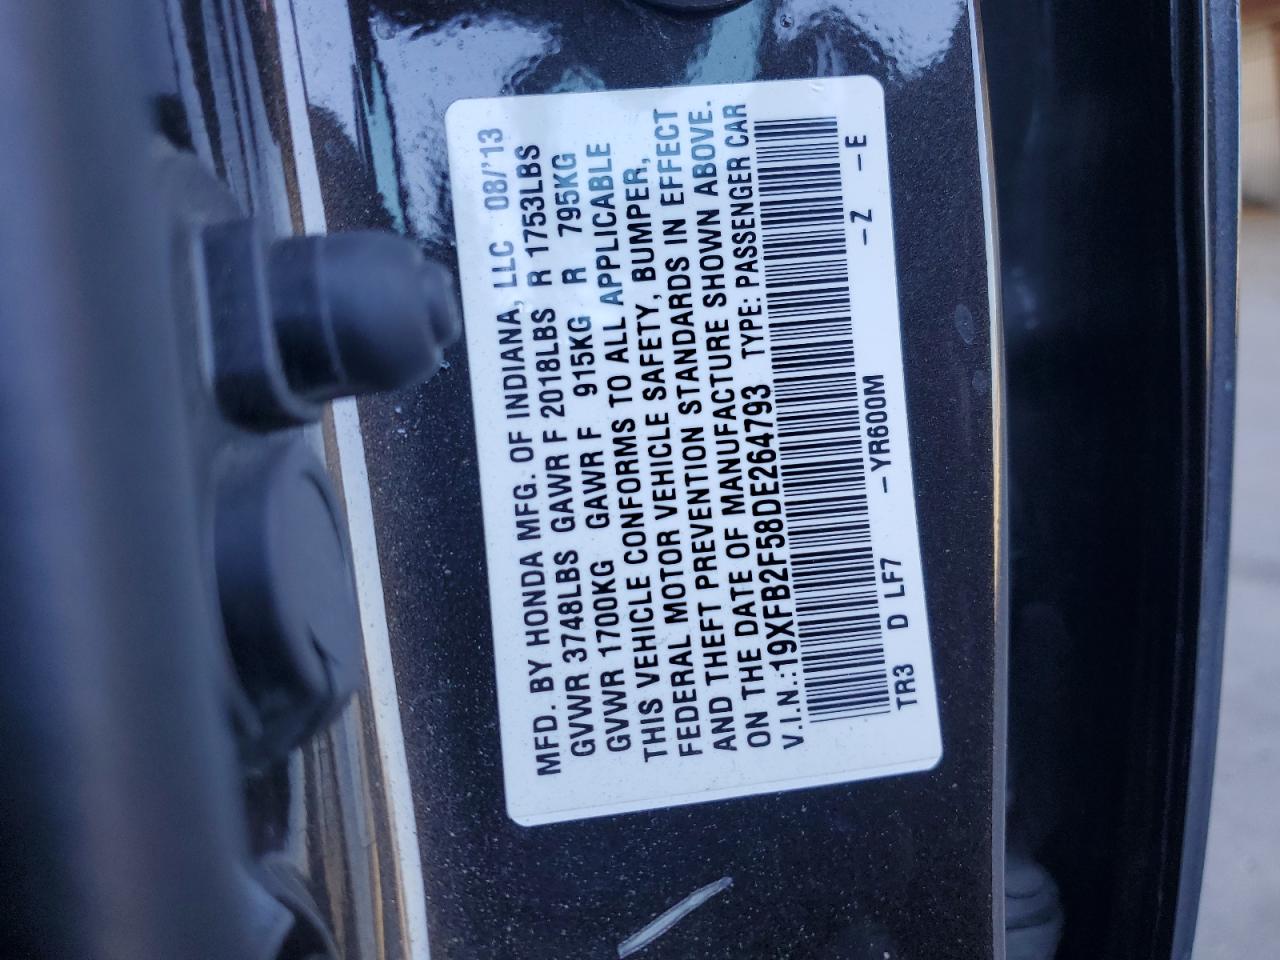 MFD. BY HONDA MFG. OF INDIANA, LLC 08/'13
GVWR 3748LBS GAWR F 2018LBS R 1753LBS
GVWR 1700KG GAWR F 915KG R 795KG
THIS VEHICLE CONFORMS TO ALL APPLICABLE
FEDERAL MOTOR VEHICLE SAFETY, BUMPER,
AND THEFT PREVENTION STANDARDS IN EFFECT
ON THE DATE OF MANUFACTURE SHOWN ABOVE.
V.I.N.:19XFB2F58DE264793 TYPE: PASSENGER CAR
TR3 D LF7 -YR600M -Z -E